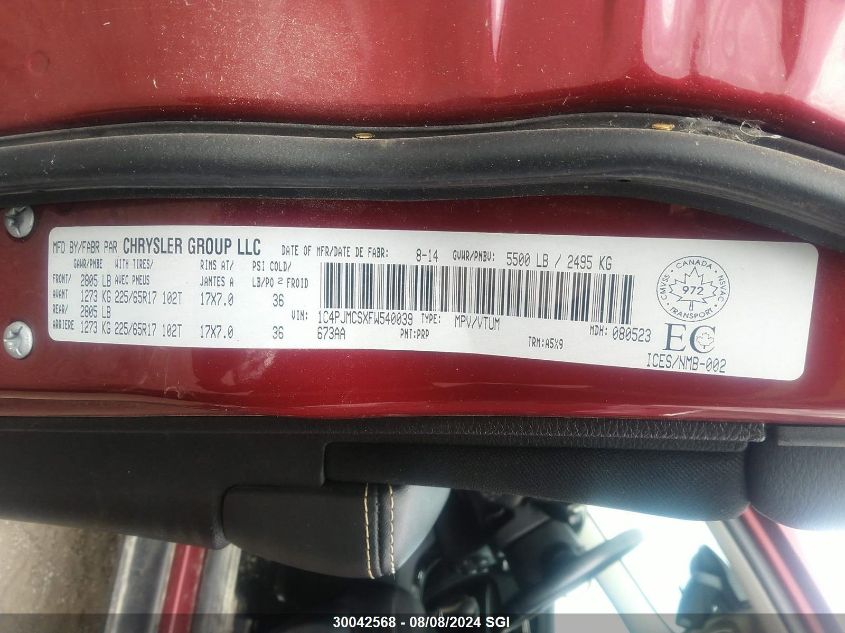 MFD BY/FABR PAR CHRYSLER GROUP LLC DATE OF MFR/DATE DE FABR: 8-14 GVWR/PNBV: 5500 LB / 2495 KG
GAWR/PNBE WITH TIRES/ RIMS AT/ PSI COLD/
FRONT/ 2805 LB AVEC PNEUS JANTES A LB/PO 2 FROID
AVANT 1273 KG 225/65R17 102T 17X7.0 36
REAR/ 2805 LB
ARRIERE 1273 KG 225/65R17 102T 17X7.0 36
VIN: 1C4PJMCSXFW540039 TYPE: MPV/VTUM MDH: 080523
673AA PNT:PRP TRM:A5X9
CMVSS · CANADA · NSVAC
972
TRANSPORT
EC
ICES/NMB-002
30042568 - 08/08/2024 SGI